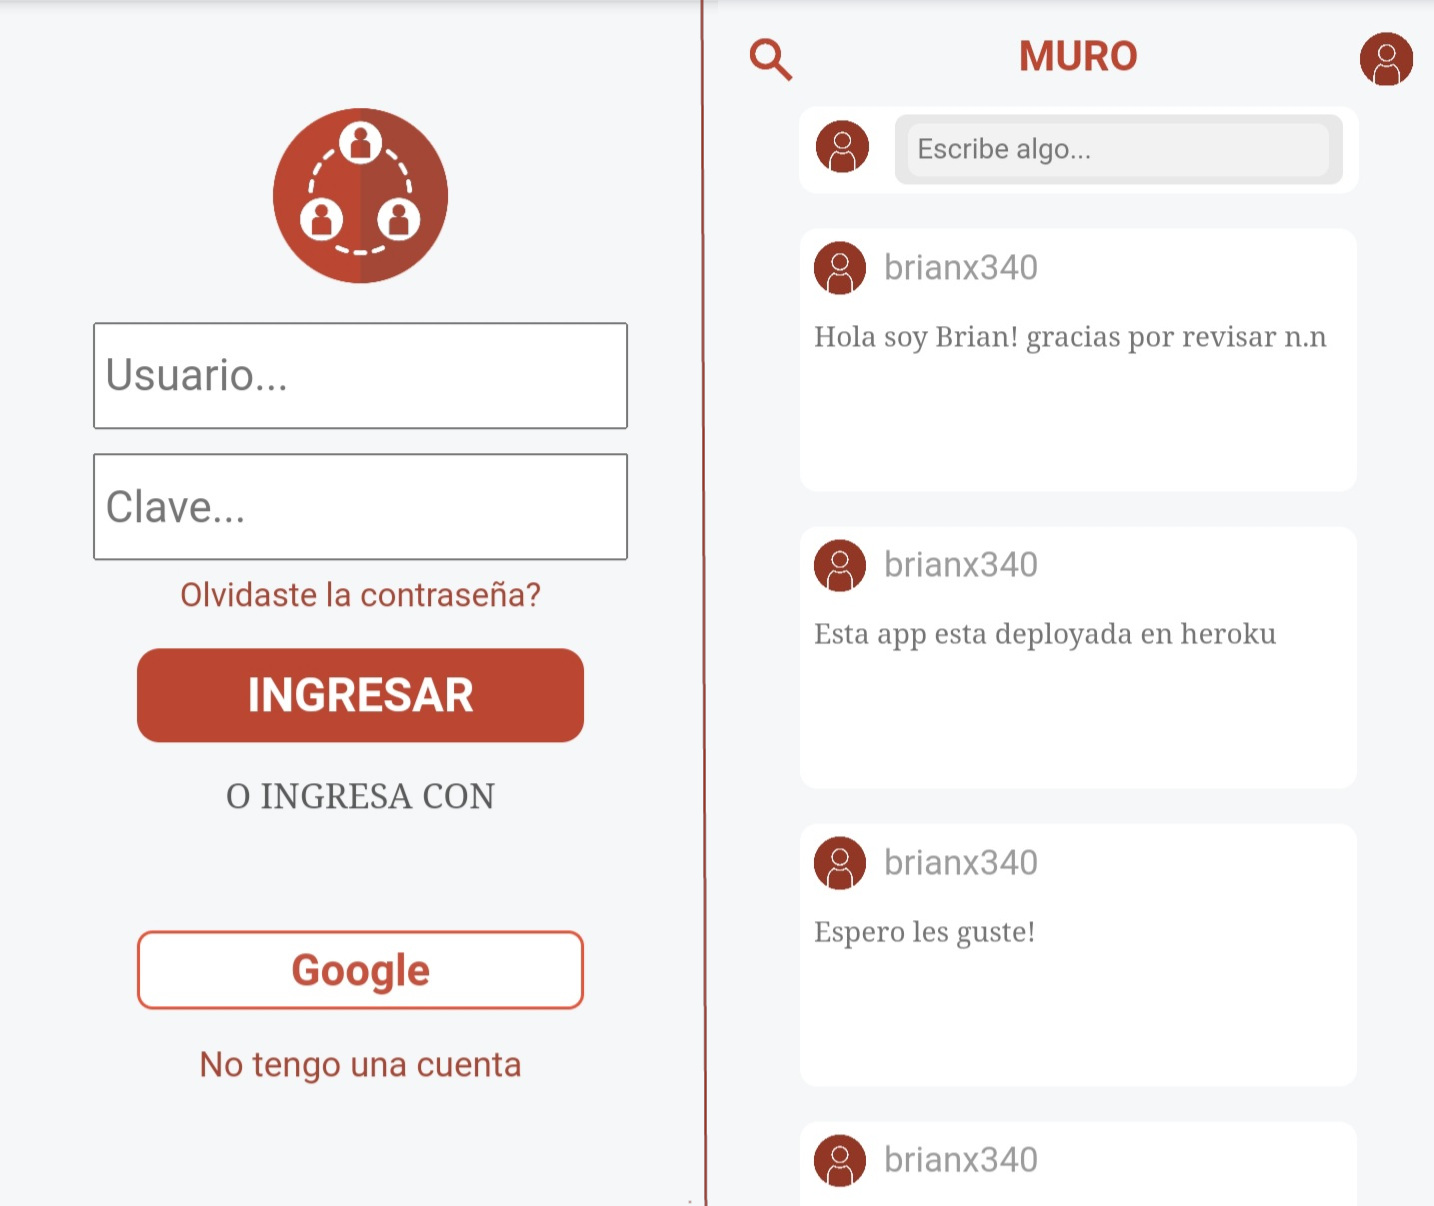 Usuario...
Clave...
Olvidaste la contraseña?
INGRESAR
O INGRESA CON
Google
No tengo una cuenta
MURO
Escribe algo...
brianx340
Hola soy Brian! gracias por revisar n.n
brianx340
Esta app esta deployada en heroku
brianx340
Espero les guste!
brianx340